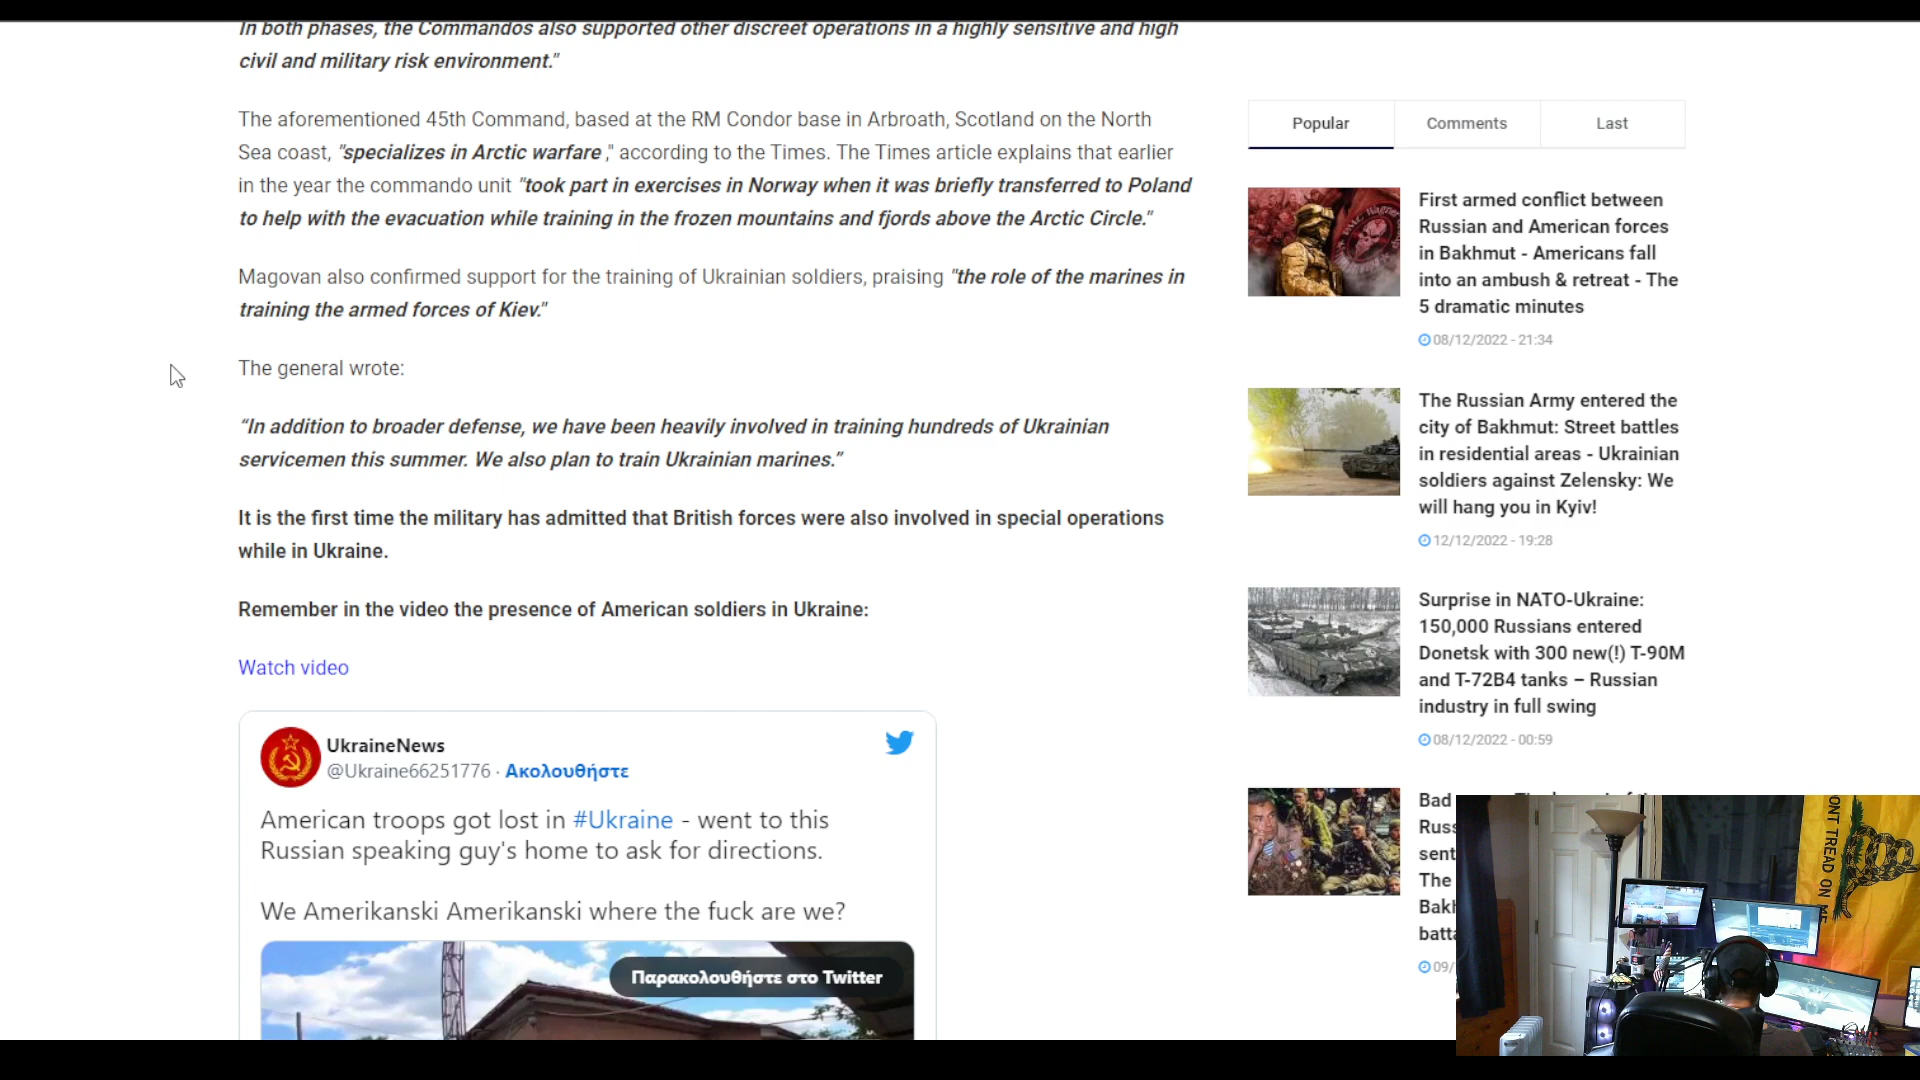 In both phases, the Commandos also supported other discreet operations in a highly sensitive and high
civil and military risk environment."
The aforementioned 45th Command, based at the RM Condor base in Arbroath, Scotland on the North
Sea coast, "specializes in Arctic warfare ," according to the Times. The Times article explains that earlier
in the year the commando unit "took part in exercises in Norway when it was briefly transferred to Poland
to help with the evacuation while training in the frozen mountains and fjords above the Arctic Circle."
Magovan also confirmed support for the training of Ukrainian soldiers, praising "the role of the marines in
training the armed forces of Kiev."
The general wrote:
“In addition to broader defense, we have been heavily involved in training hundreds of Ukrainian
servicemen this summer. We also plan to train Ukrainian marines.”
It is the first time the military has admitted that British forces were also involved in special operations
while in Ukraine.
Remember in the video the presence of American soldiers in Ukraine:
Watch video
UkraineNews
@Ukraine66251776 · Ακολουθήστε
American troops got lost in #Ukraine - went to this
Russian speaking guy's home to ask for directions.
We Amerikanski Amerikanski where the fuck are we?
Παρακολουθήστε στο Twitter
Popular
Comments
Last
First armed conflict between
Russian and American forces
in Bakhmut - Americans fall
into an ambush & retreat - The
5 dramatic minutes
08/12/2022 - 21:34
The Russian Army entered the
city of Bakhmut: Street battles
in residential areas - Ukrainian
soldiers against Zelensky: We
will hang you in Kyiv!
12/12/2022 - 19:28
Surprise in NATO-Ukraine:
150,000 Russians entered
Donetsk with 300 new(!) T-90M
and T-72B4 tanks – Russian
industry in full swing
08/12/2022 - 00:59
Bad
Russ
sent
The
Bakh
batta
09/
ONT TREAD ON ME